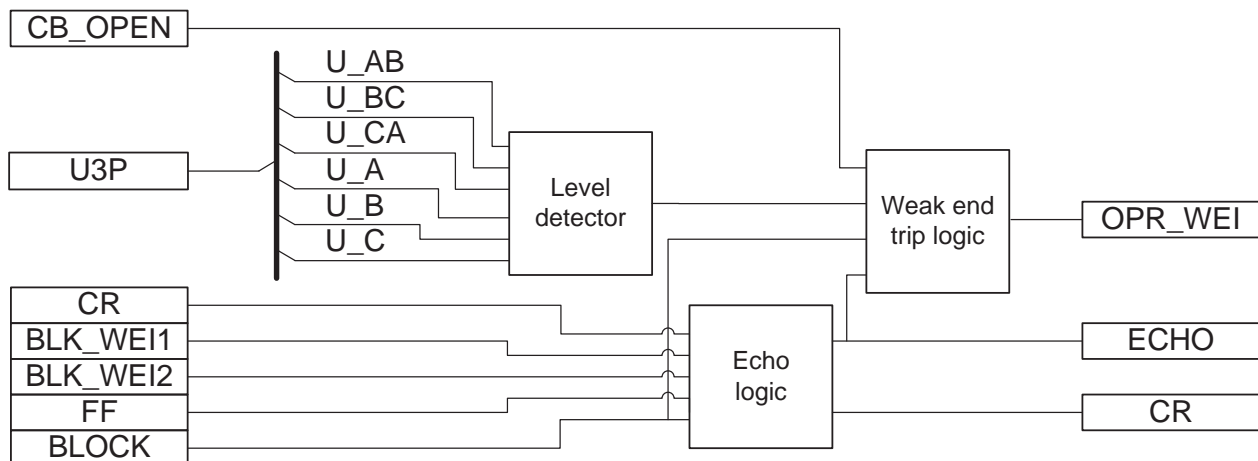 CB_OPEN
U3P
U_AB
U_BC
U_CA
U_A
U_B
U_C
Level
detector
Weak end
trip logic
OPR_WEI
CR
BLK_WEI1
BLK_WEI2
FF
BLOCK
Echo
logic
ECHO
CR